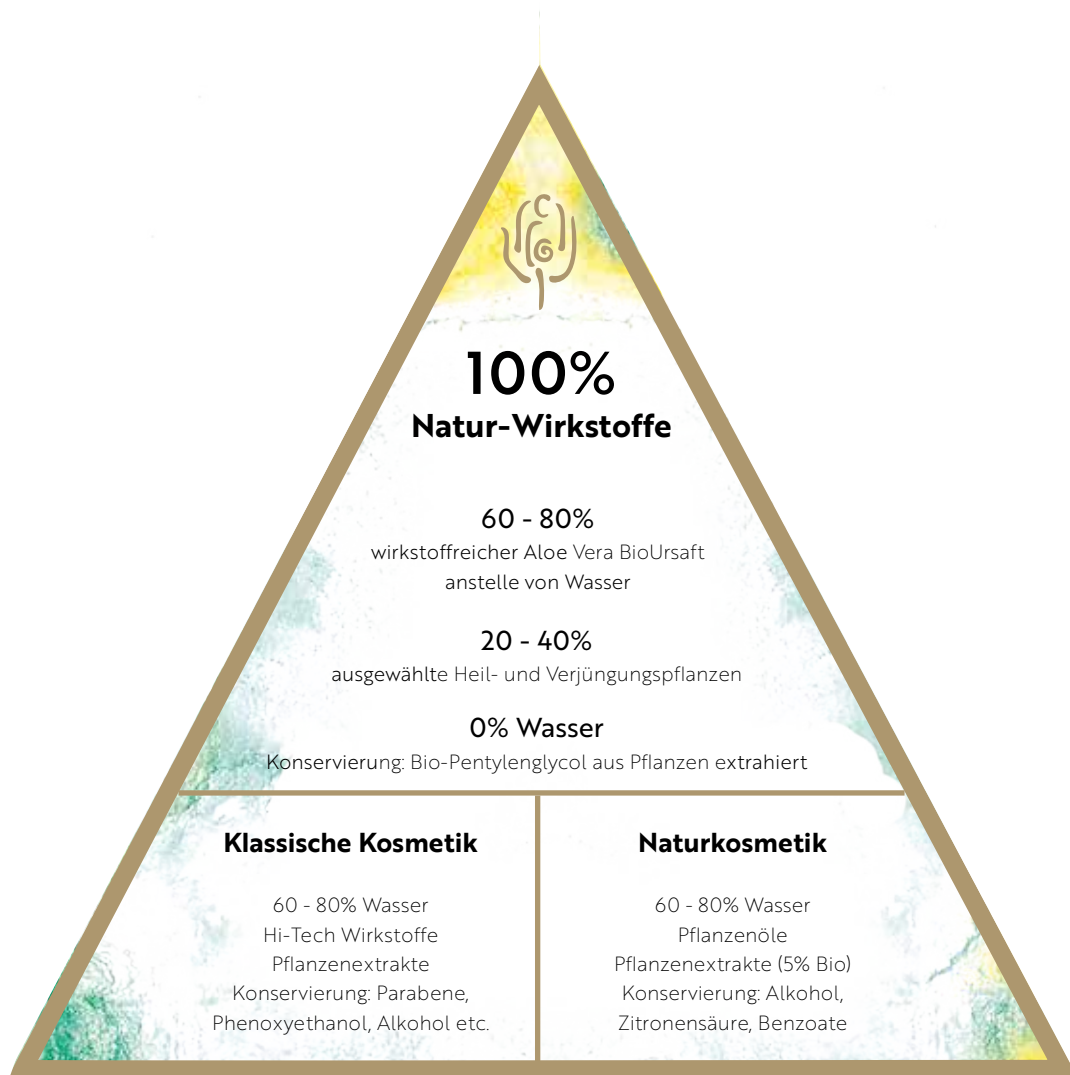 100%
Natur-Wirkstoffe
60 - 80%
wirkstoffreicher Aloe Vera BioUrsaft
anstelle von Wasser
20 - 40%
ausgewählte Heil- und Verjüngungspflanzen
0% Wasser
Konservierung: Bio-Pentylenglycol aus Pflanzen extrahiert
Klassische Kosmetik
60 - 80% Wasser
Hi-Tech Wirkstoffe
Pflanzenextrakte
Konservierung: Parabene,
Phenoxyethanol, Alkohol etc.
Naturkosmetik
60 - 80% Wasser
Pflanzenöle
Pflanzenextrakte (5% Bio)
Konservierung: Alkohol,
Zitronensäure, Benzoate